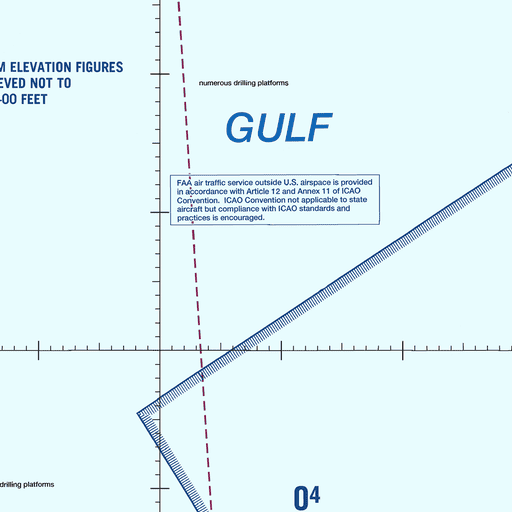 ELEVATION FIGURES
NOT TO
FEET
numerous drilling platforms
GULF
FAA air traffic service outside U.S. airspace is provided
in accordance with Article 12 and Annex 11 of ICAO
Convention. ICAO Convention not applicable to state
aircraft but compliance with ICAO standards and
practices is encouraged.
drilling platforms
0⁴